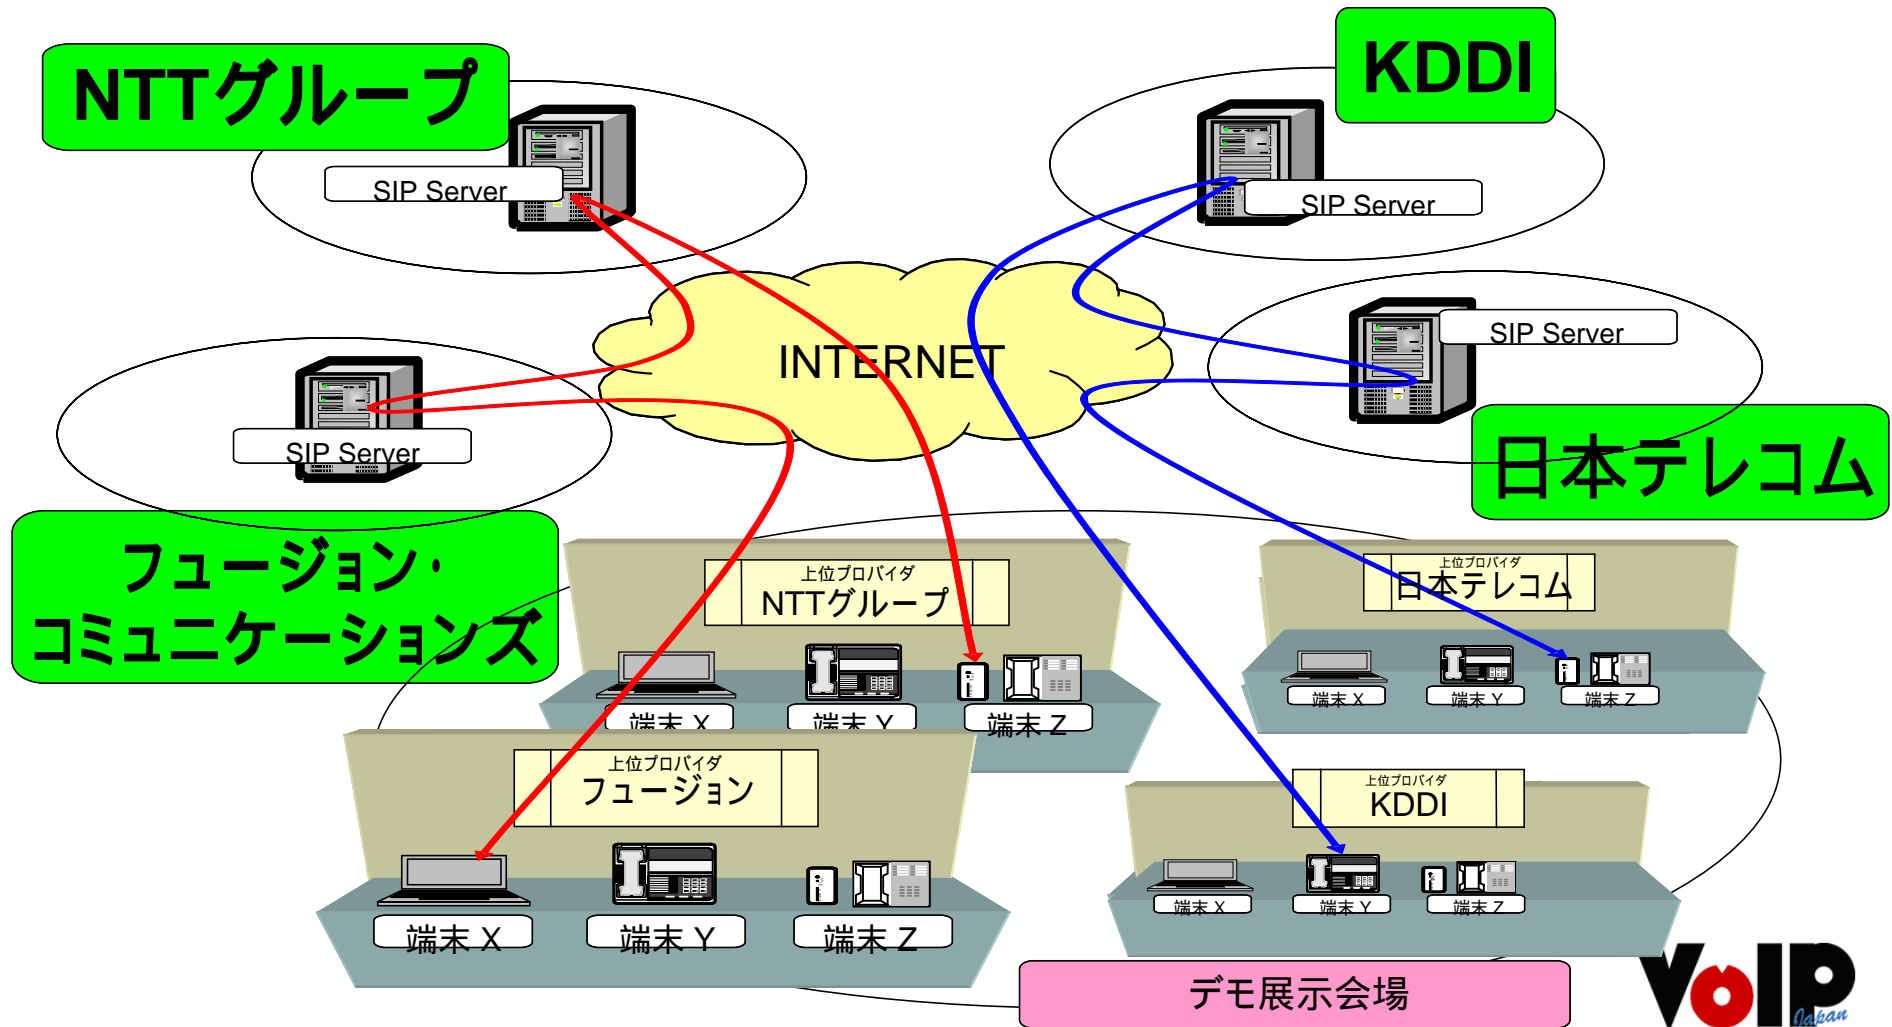 NTTグループ
KDDI
SIP Server
SIP Server
SIP Server
INTERNET
SIP Server
日本テレコム
フュージョン・
コミュニケーションズ
上位プロバイダ
NTTグループ
上位プロバイダ
日本テレコム
端末 X
端末 Y
端末 Z
端末 X
端末 Y
端末 Z
上位プロバイダ
フュージョン
上位プロバイダ
KDDI
端末 X
端末 Y
端末 Z
端末 X
端末 Y
端末 Z
デモ展示会場
VoIP
Japan